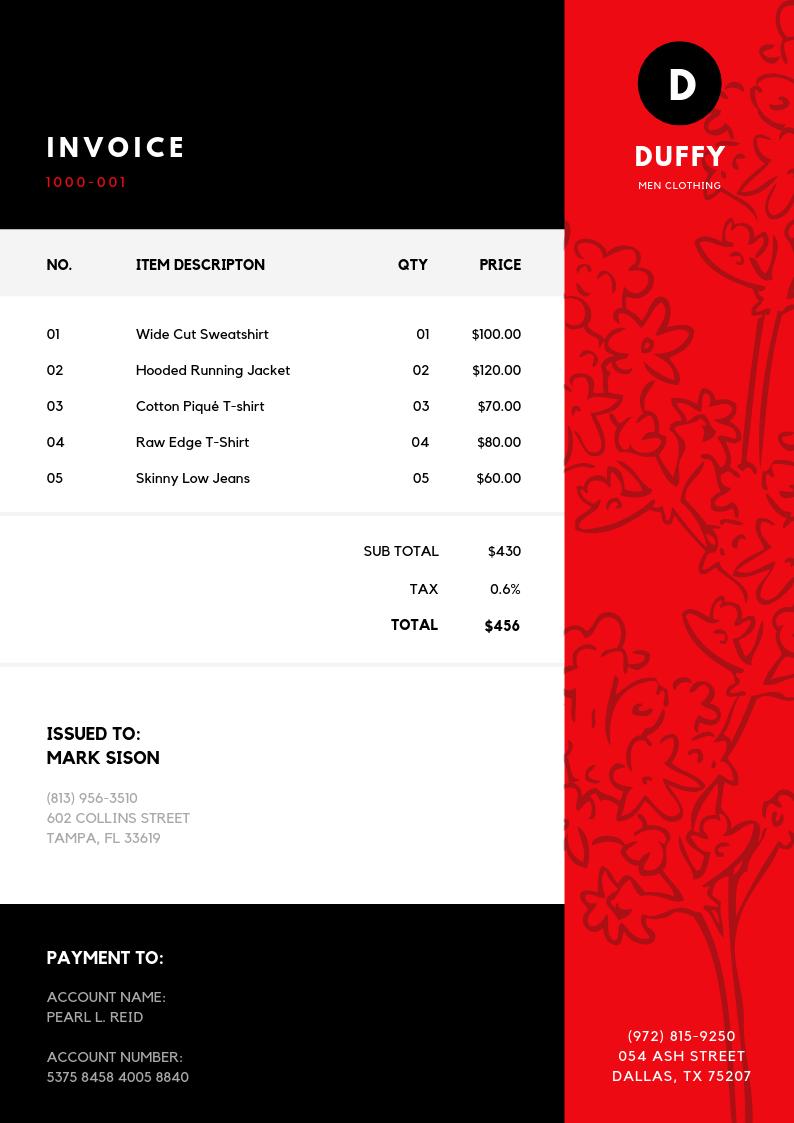 INVOICE
1000-001
D
DUFFY
MEN CLOTHING
NO. ITEM DESCRIPTON QTY PRICE
01 Wide Cut Sweatshirt 01 $100.00
02 Hooded Running Jacket 02 $120.00
03 Cotton Piqué T-shirt 03 $70.00
04 Raw Edge T-Shirt 04 $80.00
05 Skinny Low Jeans 05 $60.00
SUB TOTAL $430
TAX 0.6%
TOTAL $456
ISSUED TO:
MARK SISON
(813) 956-3510
602 COLLINS STREET
TAMPA, FL 33619
PAYMENT TO:
ACCOUNT NAME:
PEARL L. REID
ACCOUNT NUMBER:
5375 8458 4005 8840
(972) 815-9250
054 ASH STREET
DALLAS, TX 75207